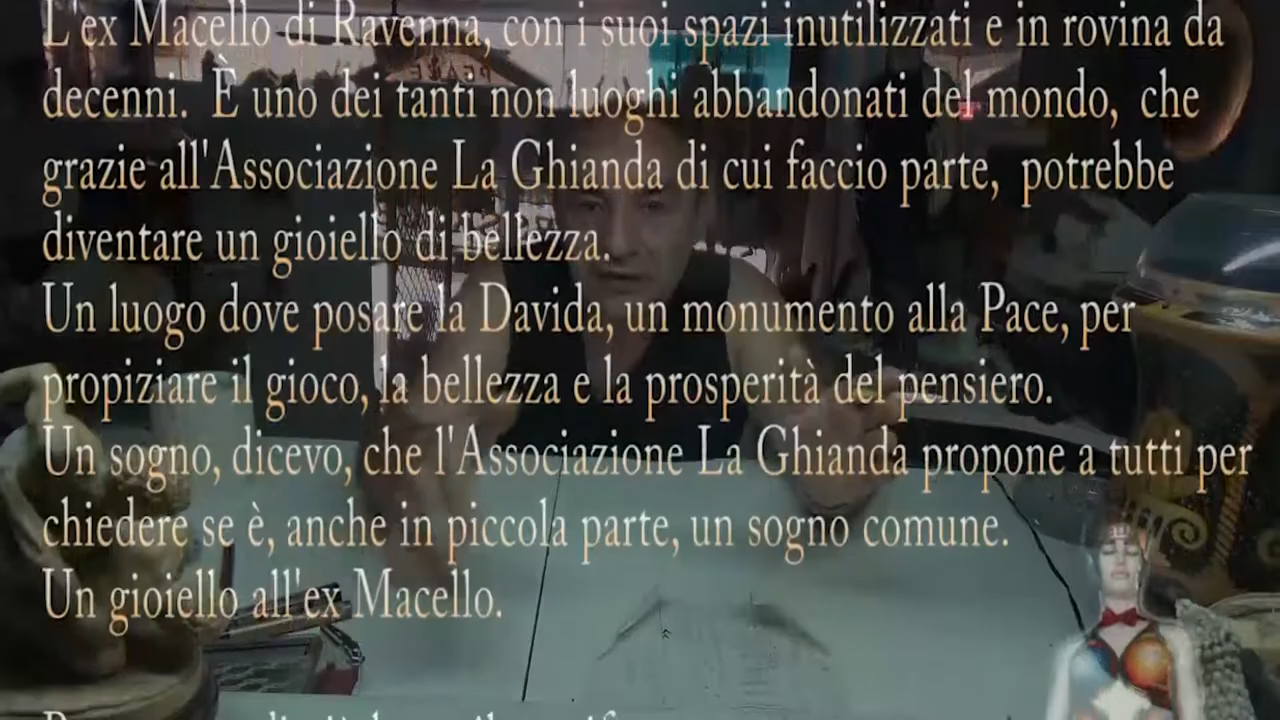 L'ex Macello di Ravenna, con i suoi spazi inutilizzati e in rovina da
decenni. È uno dei tanti non luoghi abbandonati del mondo, che
grazie all'Associazione La Ghianda di cui faccio parte, potrebbe
diventare un gioiello di bellezza.
Un luogo dove posare la Davida, un monumento alla Pace, per
propiziare il gioco, la bellezza e la prosperità del pensiero.
Un sogno, dicevo, che l'Associazione La Ghianda propone a tutti per
chiedere se è, anche in piccola parte, un sogno comune.
Un gioiello all'ex Macello.